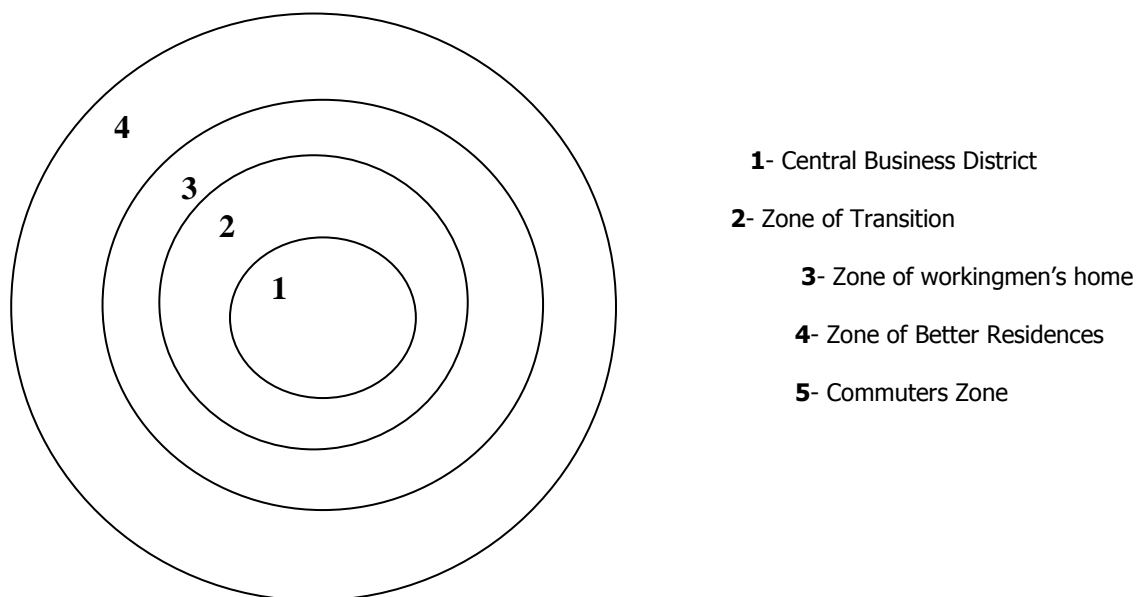 4
3
2
1
1- Central Business District
2- Zone of Transition
3- Zone of workingmen’s home
4- Zone of Better Residences
5- Commuters Zone